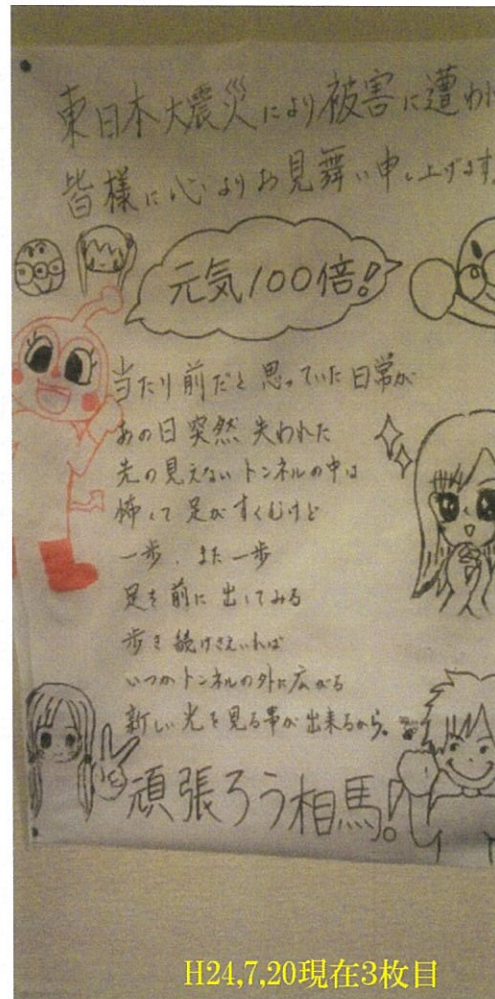 東日本大震災により被害に遭われ
皆様に心よりお見舞い申し上げます
元気100倍!
当たり前だと思っていた日常が
あの日突然失われた
先の見えないトンネルの中は
怖くて足がすくむけど
一歩、また一歩
足を前に出してみる
歩き続けさえいれば
いつかトンネルの外に広がる
新しい光を見る事が出来るから。
頑張ろう相馬!
H24,7,20現在3枚目